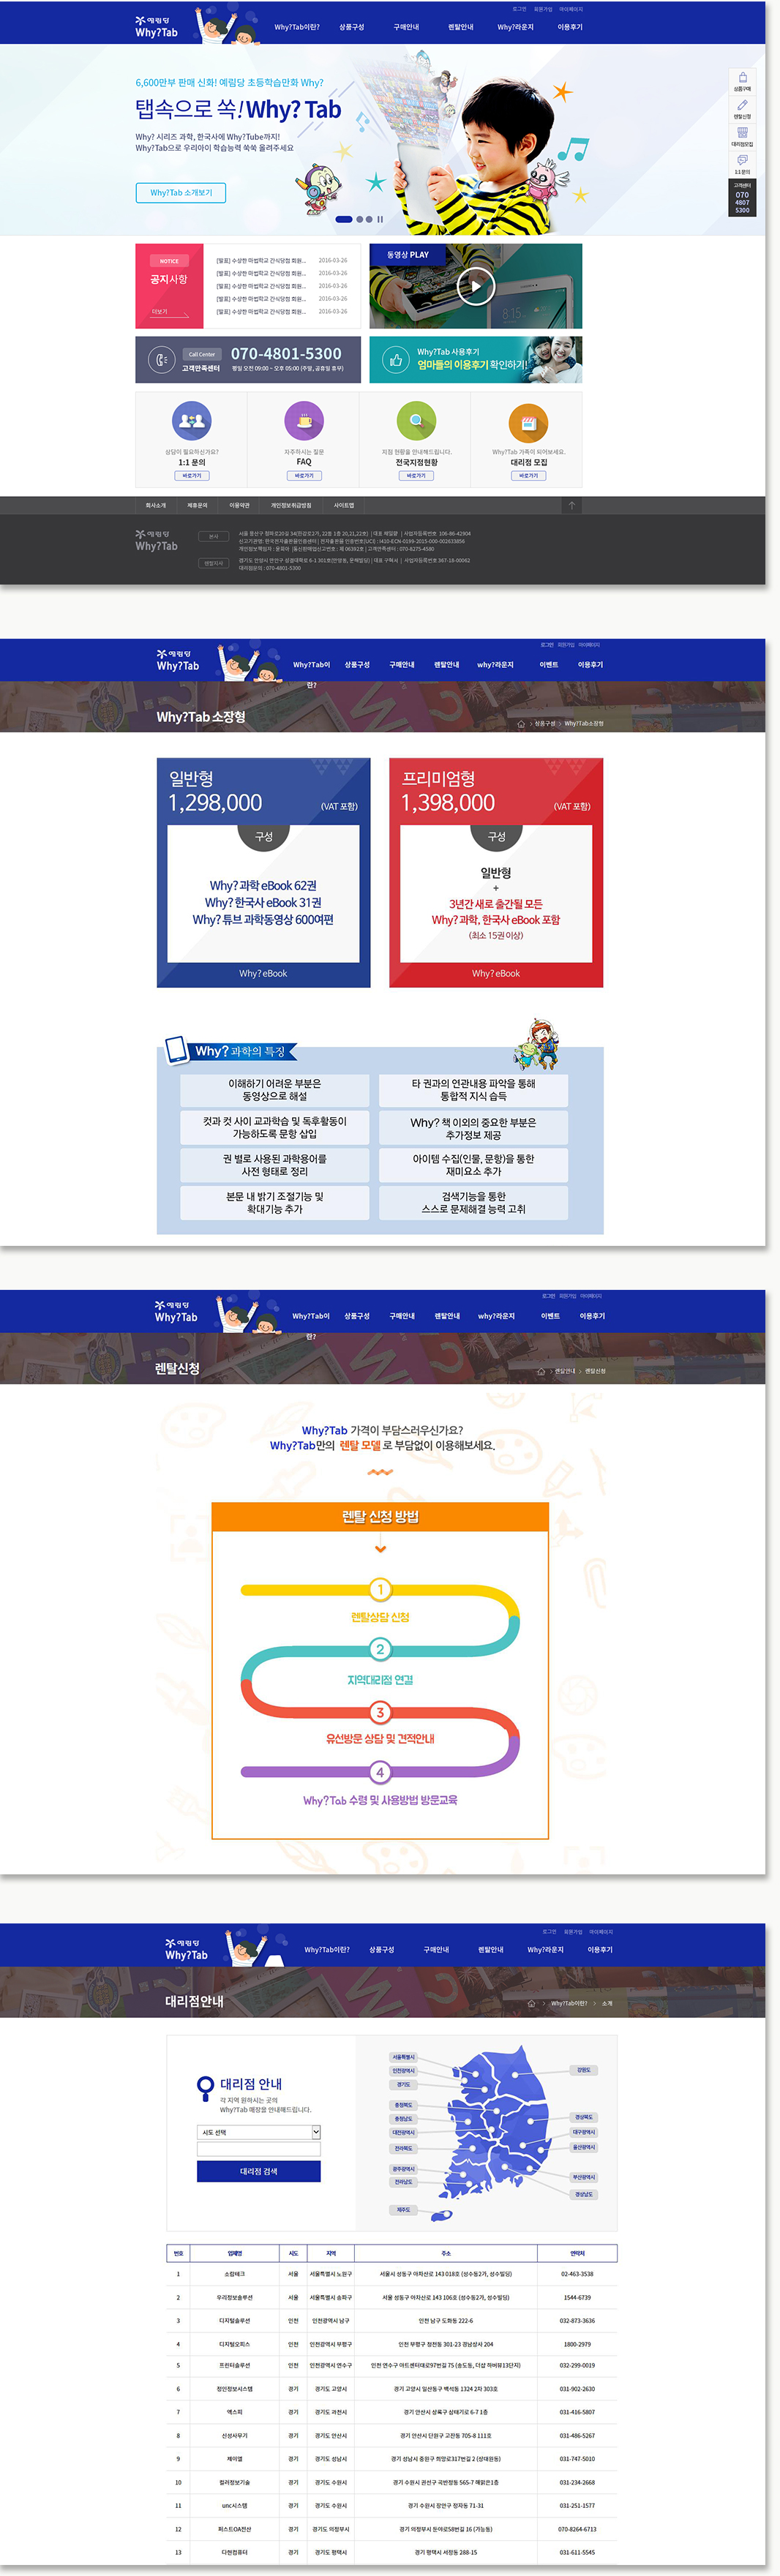 로그인 회원가입 마이페이지
예림당
Why?Tab
Why?Tab이란? 상품구성 구매안내 렌탈안내 Why?라운지 이용후기
6,600만부 판매 신화! 예림당 초등학습만화 Why?
탭속으로 쏙! Why? Tab
Why? 시리즈 과학, 한국사에 Why?Tube까지!
Why?Tab으로 우리아이 학습능력 쑥쑥 올려주세요
Why?Tab 소개보기
상품구매
렌탈신청
대리점모집
1:1 문의
고객센터
070
4807
5300
NOTICE
공지사항
더보기
[발표] 수상한 마법학교 간식당첨 회원... 2016-03-26
[발표] 수상한 마법학교 간식당첨 회원... 2016-03-26
[발표] 수상한 마법학교 간식당첨 회원... 2016-03-26
[발표] 수상한 마법학교 간식당첨 회원... 2016-03-26
[발표] 수상한 마법학교 간식당첨 회원... 2016-03-26
동영상 PLAY
8:15
Call Center 070-4801-5300
고객만족센터 평일 오전 09:00 ~ 오후 05:00 (주말, 공휴일 휴무)
Why?Tab 사용후기
엄마들의 이용후기 확인하기!
상담이 필요하신가요?
1:1 문의
바로가기
자주하시는 질문
FAQ
바로가기
지점 현황을 안내해드립니다.
전국지점현황
바로가기
Why?Tab 가족이 되어보세요.
대리점 모집
바로가기
회사소개 제휴문의 이용약관 개인정보취급방침 사이트맵
예림당
Why?Tab
본사
렌탈지사
대리점문의 : 070-4801-5300
로그인 회원가입 마이페이지
예림당
Why?Tab
Why?Tab이란? 상품구성 구매안내 렌탈안내 why?라운지 이벤트 이용후기
Why?Tab 소장형
> 상품구성 > Why?Tab소장형
일반형
1,298,000 (VAT 포함)
구성
Why? 과학 eBook 62권
Why? 한국사 eBook 31권
Why? 튜브 과학동영상 600여편
Why? eBook
프리미엄형
1,398,000 (VAT 포함)
구성
일반형
+
3년간 새로 출간될 모든
Why? 과학, 한국사 eBook 포함
(최소 15권 이상)
Why? eBook
Why? 과학의 특징
이해하기 어려운 부분은
동영상으로 해설
타 권과의 연관내용 파악을 통해
통합적 지식 습득
컷과 컷 사이 교과학습 및 독후활동이
가능하도록 문항 삽입
Why? 책 이외의 중요한 부분은
추가정보 제공
권 별로 사용된 과학용어를
사전 형태로 정리
아이템 수집(인물, 문항)을 통한
재미요소 추가
본문 내 밝기 조절기능 및
확대기능 추가
검색기능을 통한
스스로 문제해결 능력 고취
로그인 회원가입 마이페이지
예림당
Why?Tab
Why?Tab이란? 상품구성 구매안내 렌탈안내 why?라운지 이벤트 이용후기
렌탈신청
> 렌탈안내 > 렌탈신청
Why?Tab 가격이 부담스러우신가요?
Why?Tab만의 렌탈 모델로 부담없이 이용해보세요.
렌탈 신청 방법
1
렌탈상담 신청
2
지역대리점 연결
3
유선방문 상담 및 견적안내
4
Why?Tab 수령 및 사용방법 방문교육
로그인 회원가입 마이페이지
예림당
Why?Tab
Why?Tab이란? 상품구성 구매안내 렌탈안내 Why?라운지 이용후기
대리점안내
> Why?Tab이란? > 소개
대리점 안내
각 지역 원하시는 곳의
Why?Tab 매장을 안내해드립니다.
시도 선택
대리점 검색
서울특별시
인천광역시
경기도
강원도
충청북도
충청남도
대전광역시
전라북도
광주광역시
전라남도
제주도
경상북도
대구광역시
울산광역시
부산광역시
경상남도
번호 업체명 시도 지역 주소 연락처
1 소망테크 서울 서울특별시 노원구 서울시 성동구 아차산로 143 018호 (성수동2가, 성수빌딩) 02-463-3538
2 우리정보솔루션 서울 서울특별시 송파구 서울 성동구 아차산로 143 106호 (성수동2가, 성수빌딩) 1544-6739
3 디지털솔루션 인천 인천광역시 남구 인천 남구 도화동 222-6 032-873-3636
4 디지털오피스 인천 인천광역시 부평구 인천 부평구 청천동 301-23 경남상시 204 1800-2979
5 프린터솔루션 인천 인천광역시 연수구 인천 연수구 아트센터대로97번길 75 (송도동, 더샵 하버뷰13단지) 032-299-0019
6 정인정보시스템 경기 경기도 고양시 경기 고양시 일산동구 백석동 1324 2차 303호 031-902-2630
7 엑스피 경기 경기도 과천시 경기 안산시 상록구 삼태기로 6-7 1층 031-416-5807
8 신성사무기 경기 경기도 안산시 경기 안산시 단원구 고잔동 705-8 111호 031-486-5267
9 제이엘 경기 경기도 성남시 경기 성남시 중원구 희망로317번길 2 (상대원동) 031-747-5010
10 컬러정보기술 경기 경기도 수원시 경기 수원시 권선구 곡반정동 565-7 해맑은1층 031-234-2668
11 unc시스템 경기 경기도 수원시 경기 수원시 장안구 정자동 71-31 031-251-1577
12 퍼스트OA전산 경기 경기도 의정부시 경기 의정부시 둔야로58번길 16 (가능동) 070-8264-6713
13 다현컴퓨터 경기 경기도 평택시 경기 평택시 서정동 288-15 031-611-5545